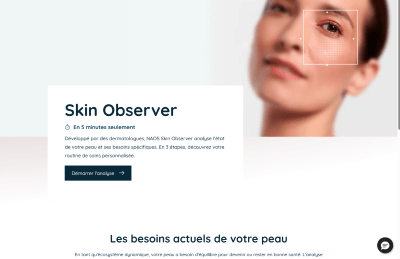 Skin Observer
En 5 minutes seulement
Développé par des dermatologues, NAOS Skin Observer analyse l'état
de votre peau et ses besoins spécifiques. En 3 étapes, découvrez votre
routine de soins personnalisée.
Démarrer l'analyse
Les besoins actuels de votre peau
En tant qu'écosystème dynamique, votre peau a besoin d'équilibre pour devenir ou rester en bonne santé. L'analyse